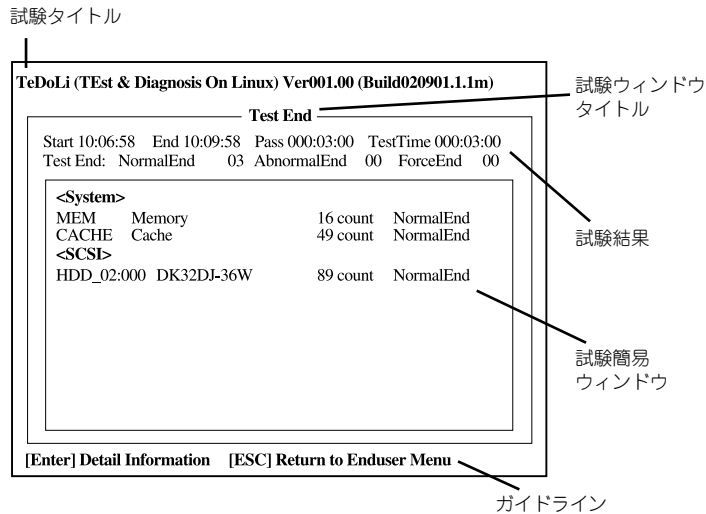 試験タイトル
TeDoLi (TEst & Diagnosis On Linux) Ver001.00 (Build020901.1.1m)
試験ウィンドウ
タイトル
Test End
Start 10:06:58 End 10:09:58 Pass 000:03:00 TestTime 000:03:00
Test End: NormalEnd 03 AbnormalEnd 00 ForceEnd 00
試験結果
<System>
MEM Memory 16 count NormalEnd
CACHE Cache 49 count NormalEnd
<SCSI>
HDD_02:000 DK32DJ-36W 89 count NormalEnd
試験簡易
ウィンドウ
[Enter] Detail Information [ESC] Return to Enduser Menu
ガイドライン